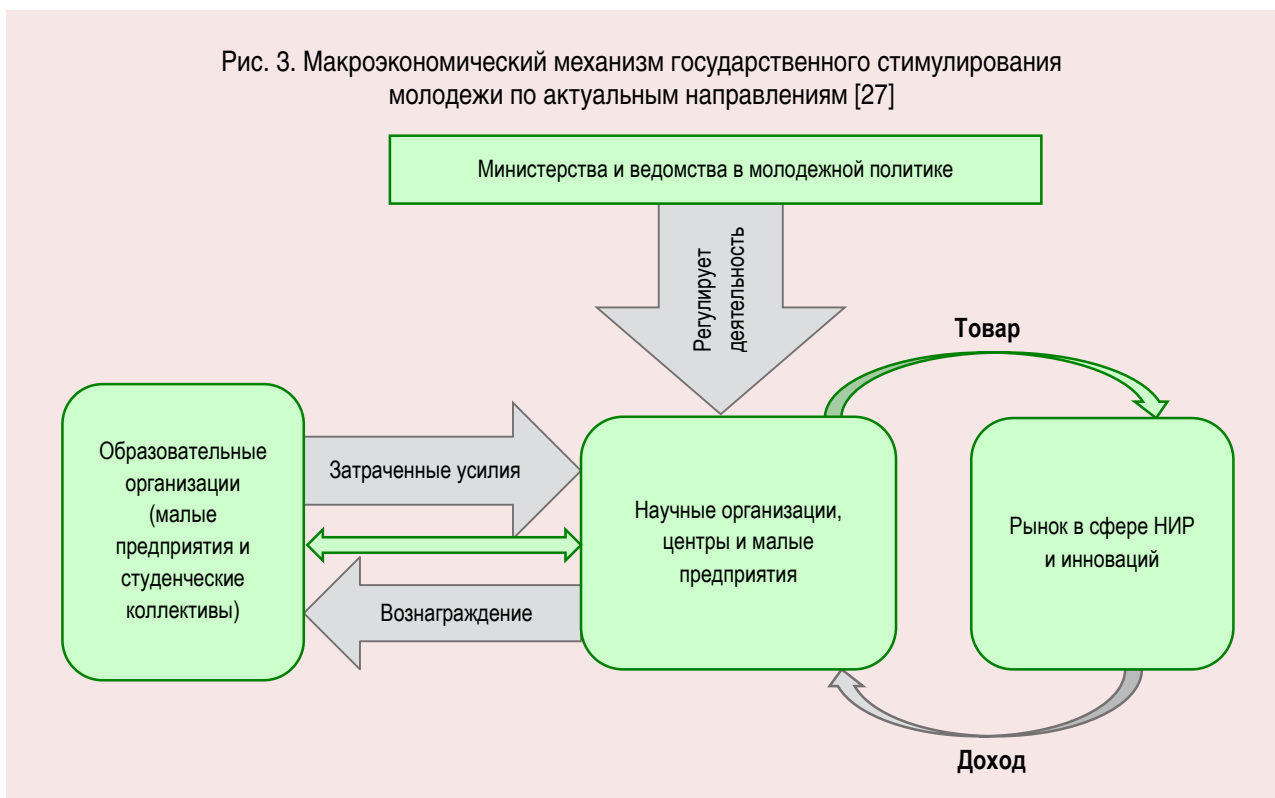 Рис. 3. Макроэкономический механизм государственного стимулирования
молодежи по актуальным направлениям [27]
Министерства и ведомства в молодежной политике
Регулирует
деятельность
Товар
Образовательные
организации
(малые
предприятия и
студенческие
коллективы)
Затраченные усилия
Вознаграждение
Научные организации,
центры и малые
предприятия
Рынок в сфере НИР
и инноваций
Доход